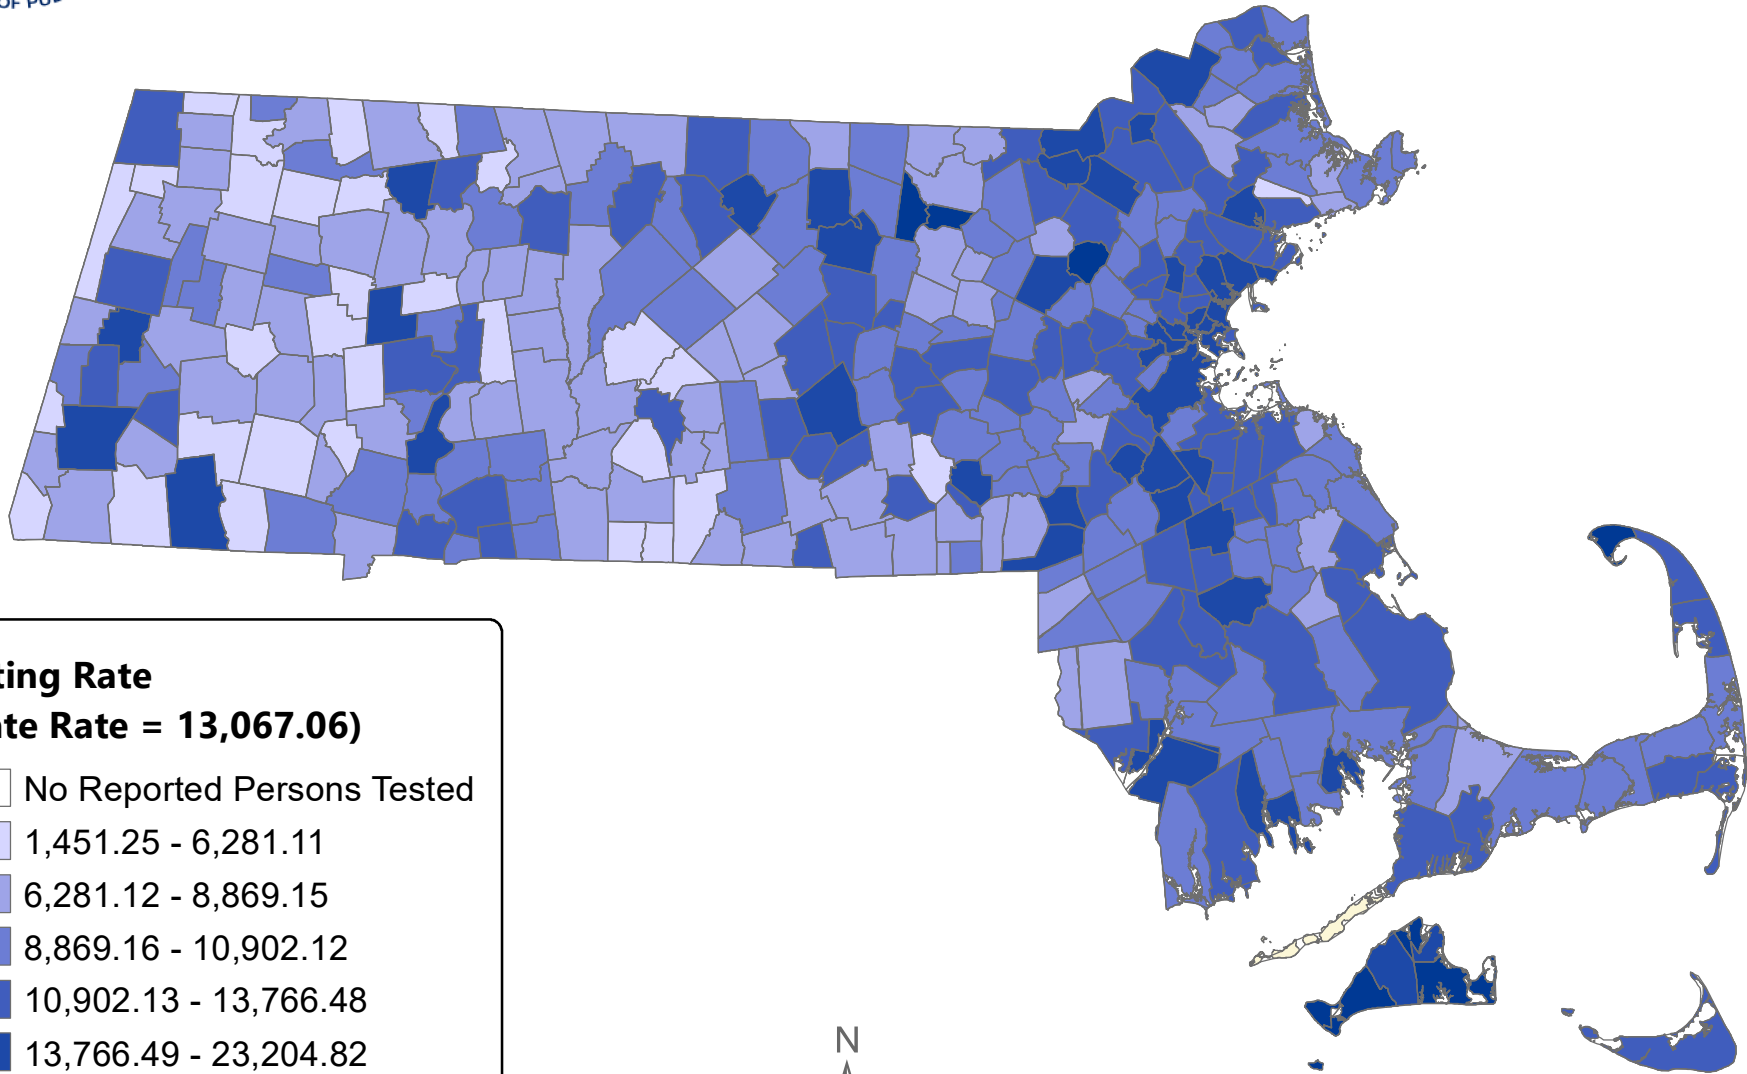 OF PU
ting Rate
te Rate = 13,067.06)
No Reported Persons Tested
1,451.25 - 6,281.11
6,281.12 - 8,869.15
8,869.16 - 10,902.12
10,902.13 - 13,766.48
13,766.49 - 23,204.82
N